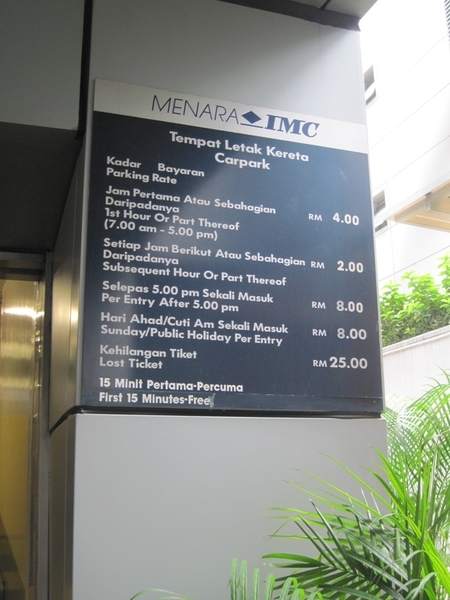 MENARA IMC
Tempat Letak Kereta
Carpark
Kadar Bayaran
Parking Rate
Jam Pertama Atau Sebahagian
Daripadanya RM 4.00
1st Hour Or Part Thereof
(7.00 am - 5.00 pm)
Setiap Jam Berikut Atau Sebahagian
Daripadanya RM 2.00
Subsequent Hour Or Part Thereof
Selepas 5.00 pm Sekali Masuk
Per Entry After 5.00 pm RM 8.00
Hari Ahad/Cuti Am Sekali Masuk
Sunday/Public Holiday Per Entry RM 8.00
Kehilangan Tiket
Lost Ticket RM 25.00
15 Minit Pertama-Percuma
First 15 Minutes-Free